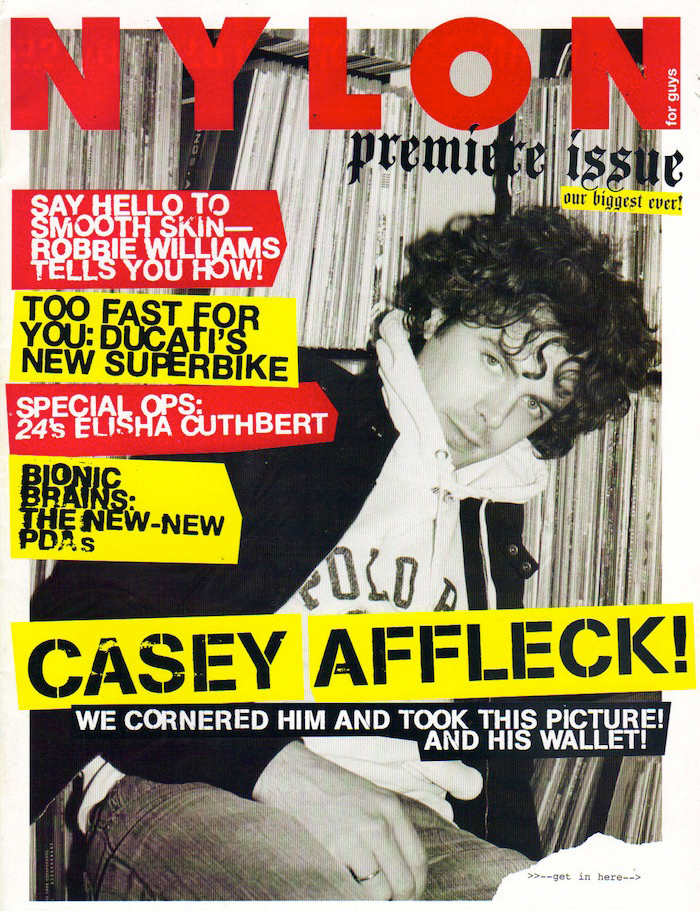 NYLON
for guys
premiere issue
our biggest ever!
SAY HELLO TO
SMOOTH SKIN—
ROBBIE WILLIAMS
TELLS YOU HOW!
TOO FAST FOR
YOU: DUCATI'S
NEW SUPERBIKE
SPECIAL OPS:
24's ELISHA CUTHBERT
BIONIC
BRAINS:
THE NEW-NEW
PDAs
POLO
CASEY AFFLECK!
WE CORNERED HIM AND TOOK THIS PICTURE!
AND HIS WALLET!
>>--get in here-->